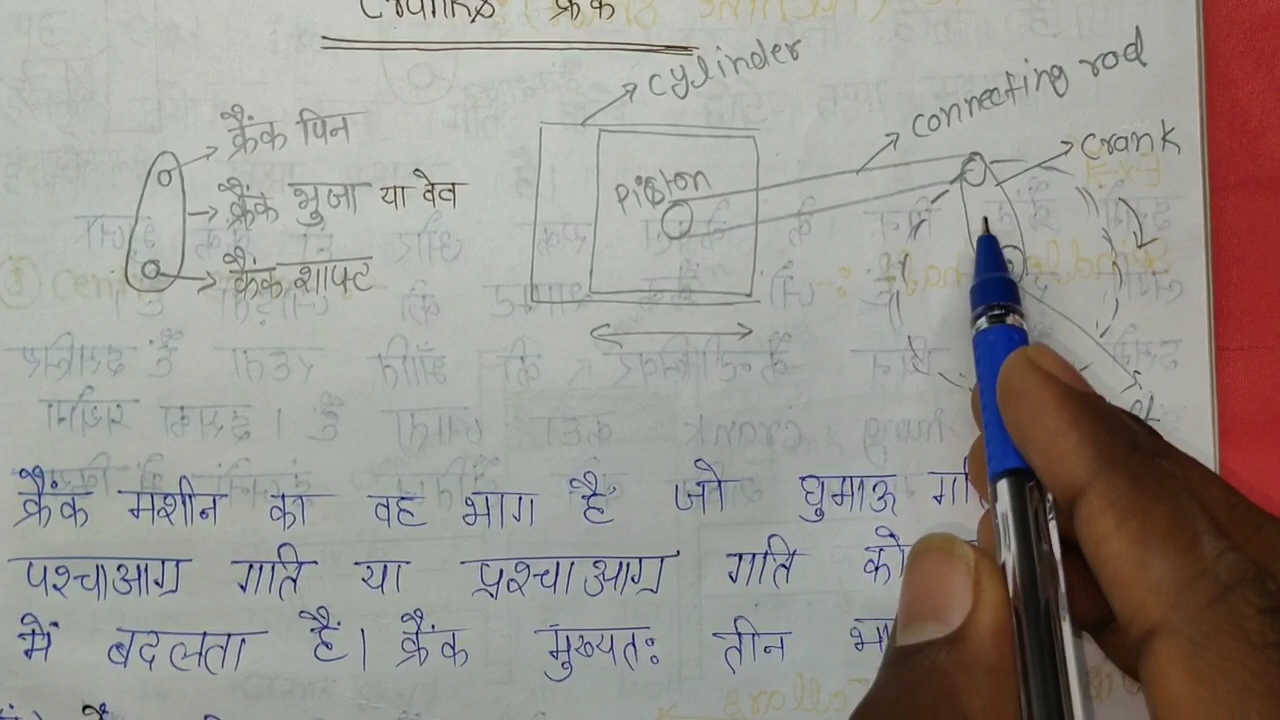 क्रैंक
cylinder
connecting rod
crank
क्रैंक पिन
क्रैंक भुजा या वेव
क्रैंक शाफ्ट
Piston
क्रैंक मशीन का वह भाग है जो घुमाऊ
पश्चाआग्र गति या प्रश्चाआग्र गति को
में बदलता है। क्रैंक मुख्यतः तीन